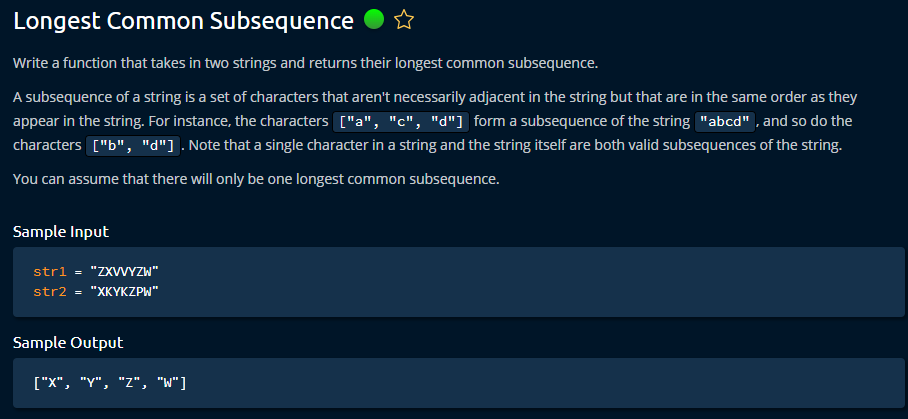 Longest Common Subsequence
Write a function that takes in two strings and returns their longest common subsequence.
A subsequence of a string is a set of characters that aren't necessarily adjacent in the string but that are in the same order as they
appear in the string. For instance, the characters ["a", "c", "d"] form a subsequence of the string "abcd", and so do the
characters ["b", "d"]. Note that a single character in a string and the string itself are both valid subsequences of the string.
You can assume that there will only be one longest common subsequence.
Sample Input
str1 = "ZXVVYZW"
str2 = "XKYKZPW"
Sample Output
["X", "Y", "Z", "W"]